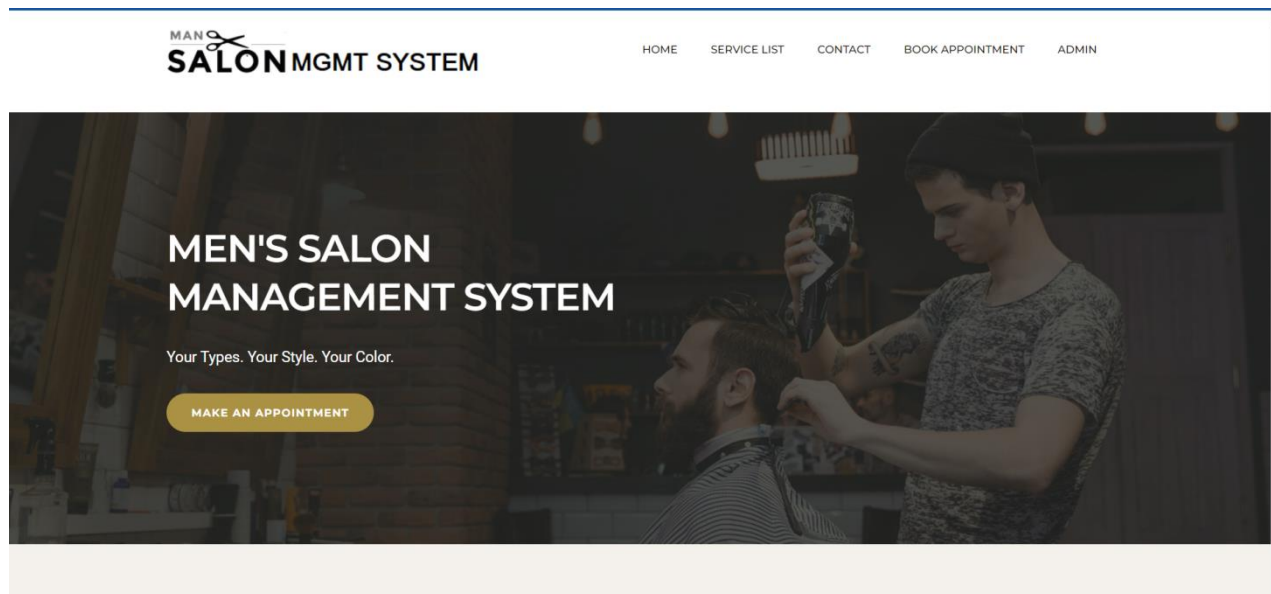 MAN
SALON MGMT SYSTEM
HOME SERVICE LIST CONTACT BOOK APPOINTMENT ADMIN
MEN'S SALON
MANAGEMENT SYSTEM
Your Types. Your Style. Your Color.
MAKE AN APPOINTMENT